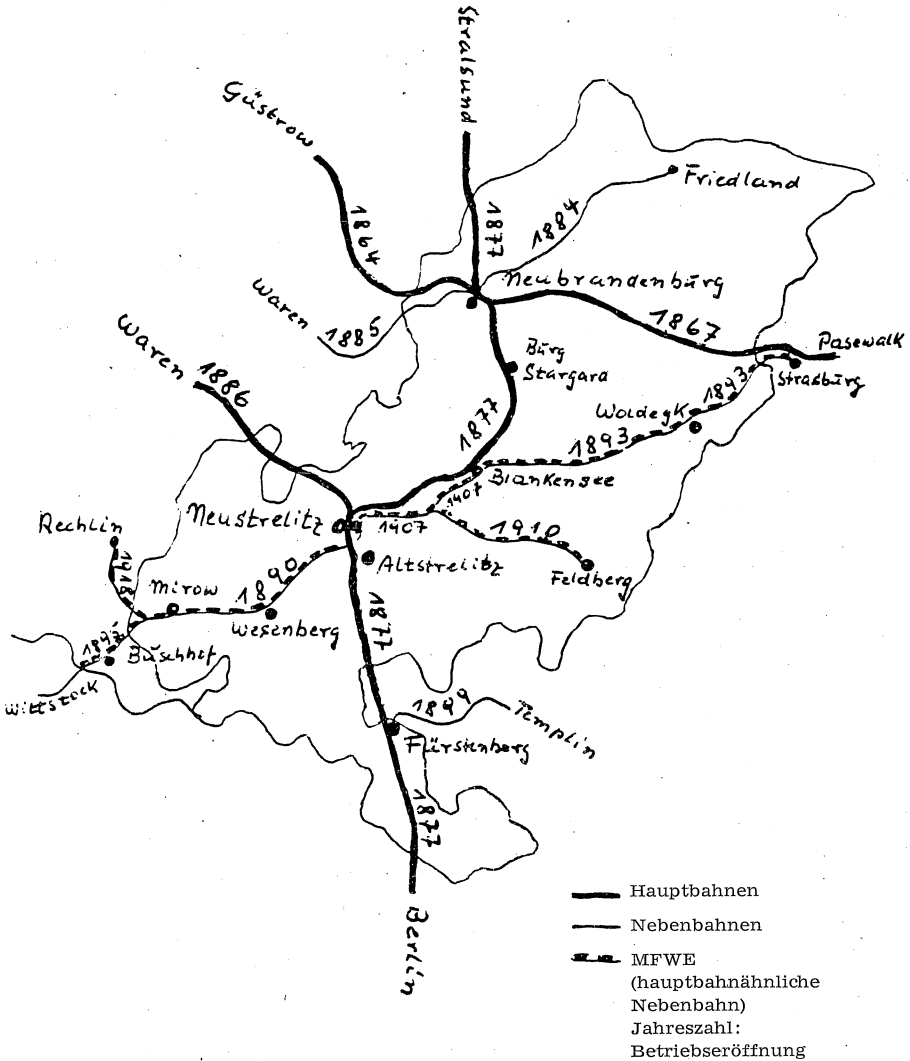 Stralsund
Güstrow
1864
1877
1884
Friedland
Neubrandenburg
Waren
1885
1867
Pasewalk
Burg
Stargard
Strasburg
1893
Woldegk
Waren
1886
1877
1893
Blankensee
1907
Neustrelitz
1907
1910
Rechlin
Altstrelitz
Feldberg
1918
Mirow
1890
Wesenberg
1877
Buschhof
Wittstock
1899
Templin
Fürstenberg
1877
Berlin
Hauptbahnen
Nebenbahnen
MFWE
(hauptbahnähnliche
Nebenbahn)
Jahreszahl:
Betriebseröffnung